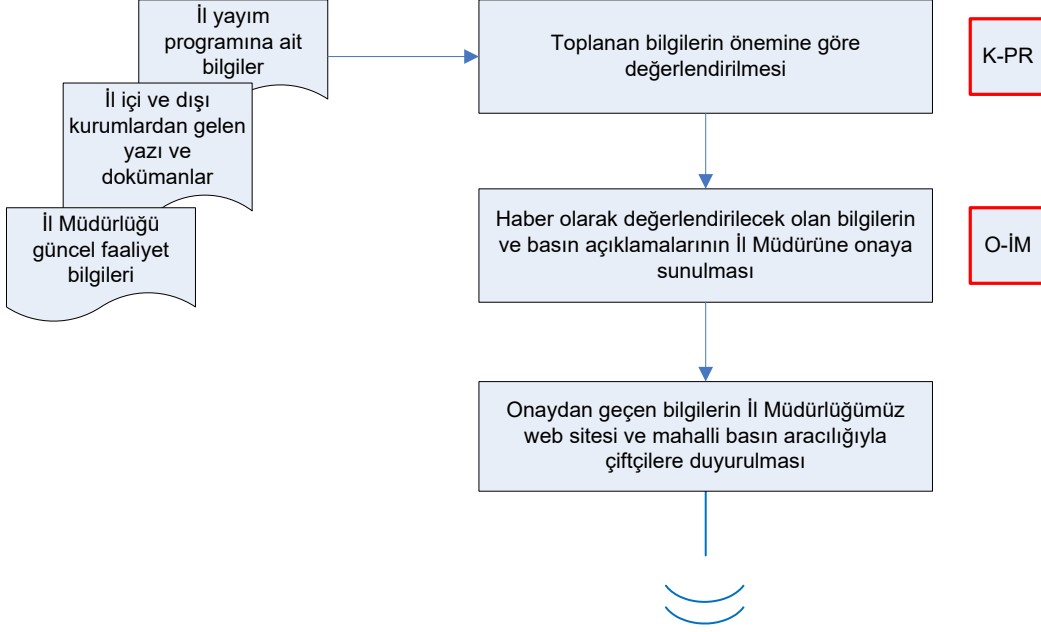 İl yayım
programına ait
bilgiler
İl içi ve dışı
kurumlardan gelen
yazı ve
dokümanlar
İl Müdürlüğü
güncel faaliyet
bilgileri
Toplanan bilgilerin önemine göre
değerlendirilmesi
K-PR
Haber olarak değerlendirilecek olan bilgilerin
ve basın açıklamalarının İl Müdürüne onaya
sunulması
O-İM
Onaydan geçen bilgilerin İl Müdürlüğümüz
web sitesi ve mahalli basın aracılığıyla
çiftçilere duyurulması